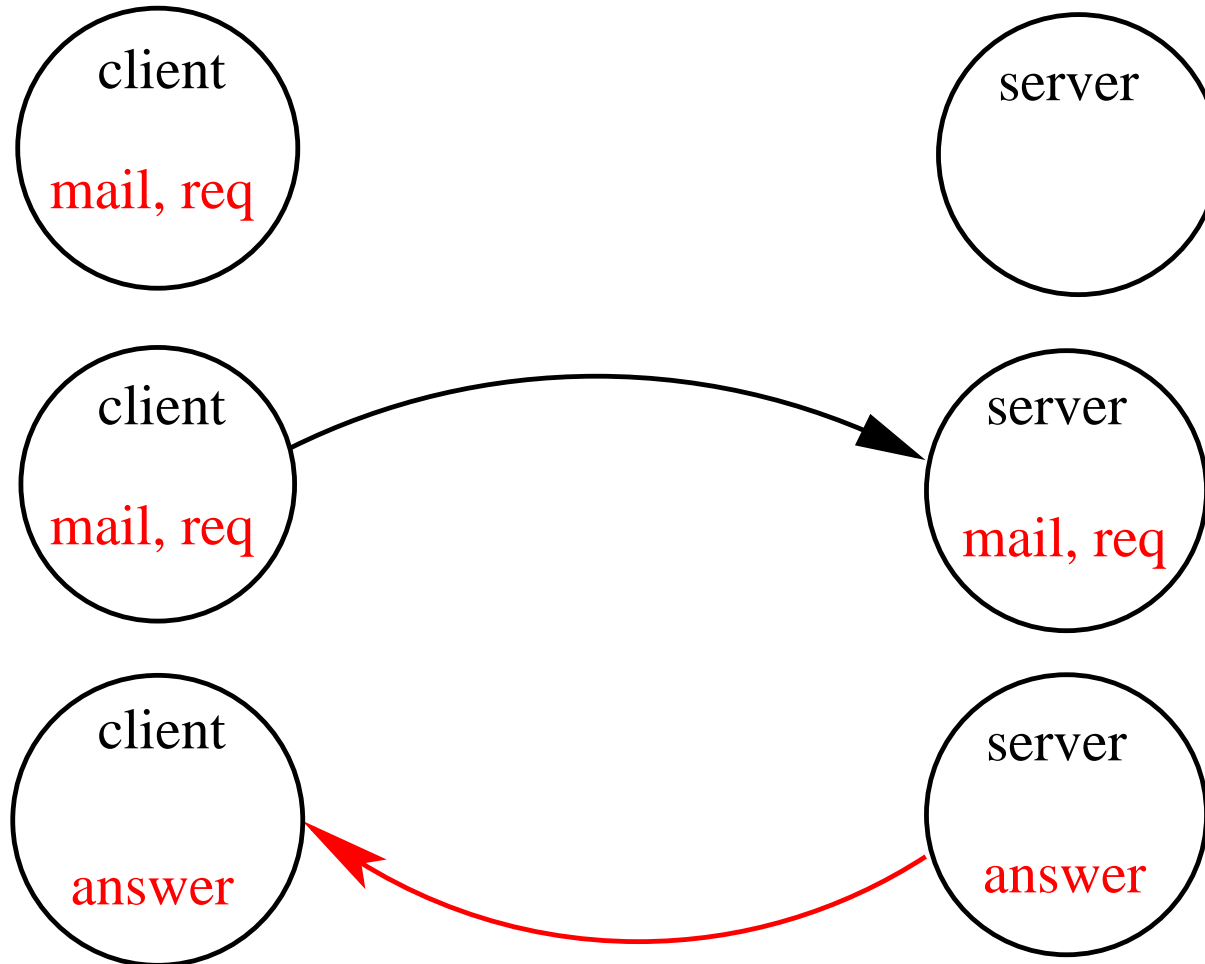 client
server
mail, req
client
server
mail, req
mail, req
client
server
answer
answer